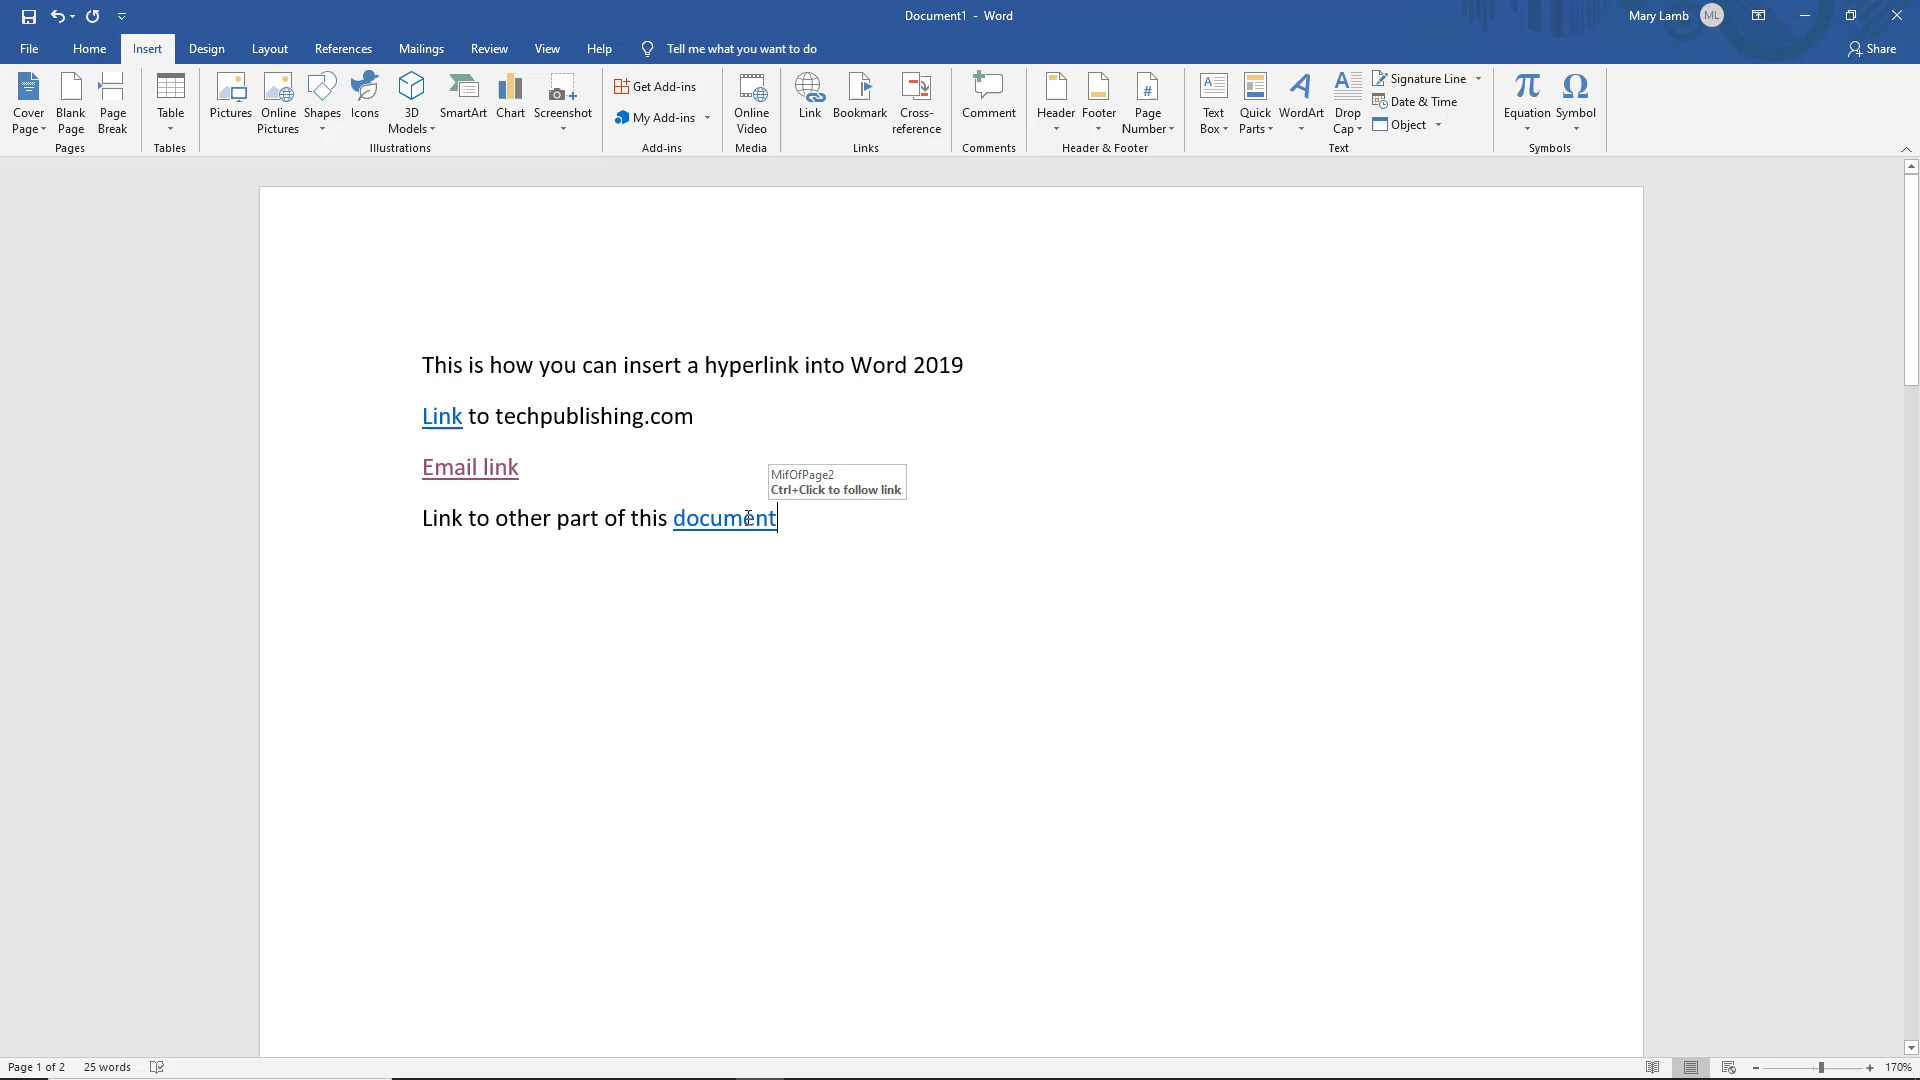 Document1 - Word
Mary Lamb ML
File Home Insert Design Layout References Mailings Review View Help Tell me what you want to do Share
Cover Page
Blank Page
Page Break
Pages
Table
Tables
Pictures
Online Pictures
Shapes
Icons
3D Models
SmartArt
Chart
Screenshot
Illustrations
Get Add-ins
My Add-ins
Add-ins
Online Video
Media
Link
Bookmark
Cross-reference
Links
Comment
Comments
Header
Footer
Page Number
#
Header & Footer
A
Text Box
Quick Parts
A
WordArt
A
Drop Cap
Signature Line
Date & Time
Object
Text
π
Equation
Ω
Symbol
Symbols
This is how you can insert a hyperlink into Word 2019
Link to techpublishing.com
Email link
MifOfPage2
Ctrl+Click to follow link
Link to other part of this document
Page 1 of 2 25 words 170%